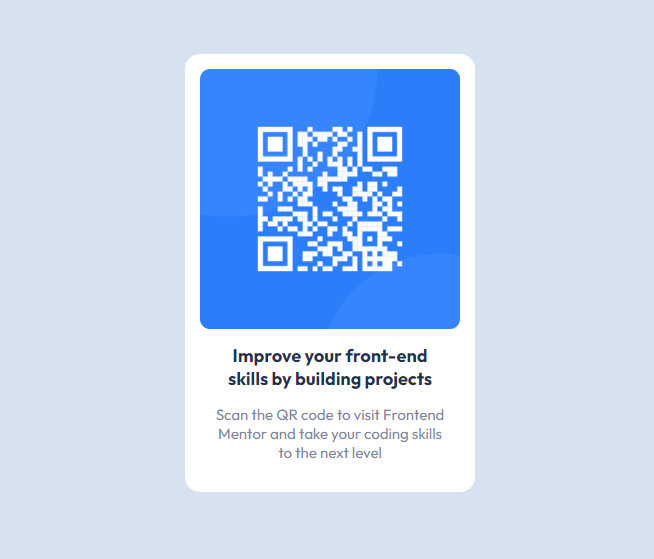 Improve your front-end
skills by building projects
Scan the QR code to visit Frontend
Mentor and take your coding skills
to the next level